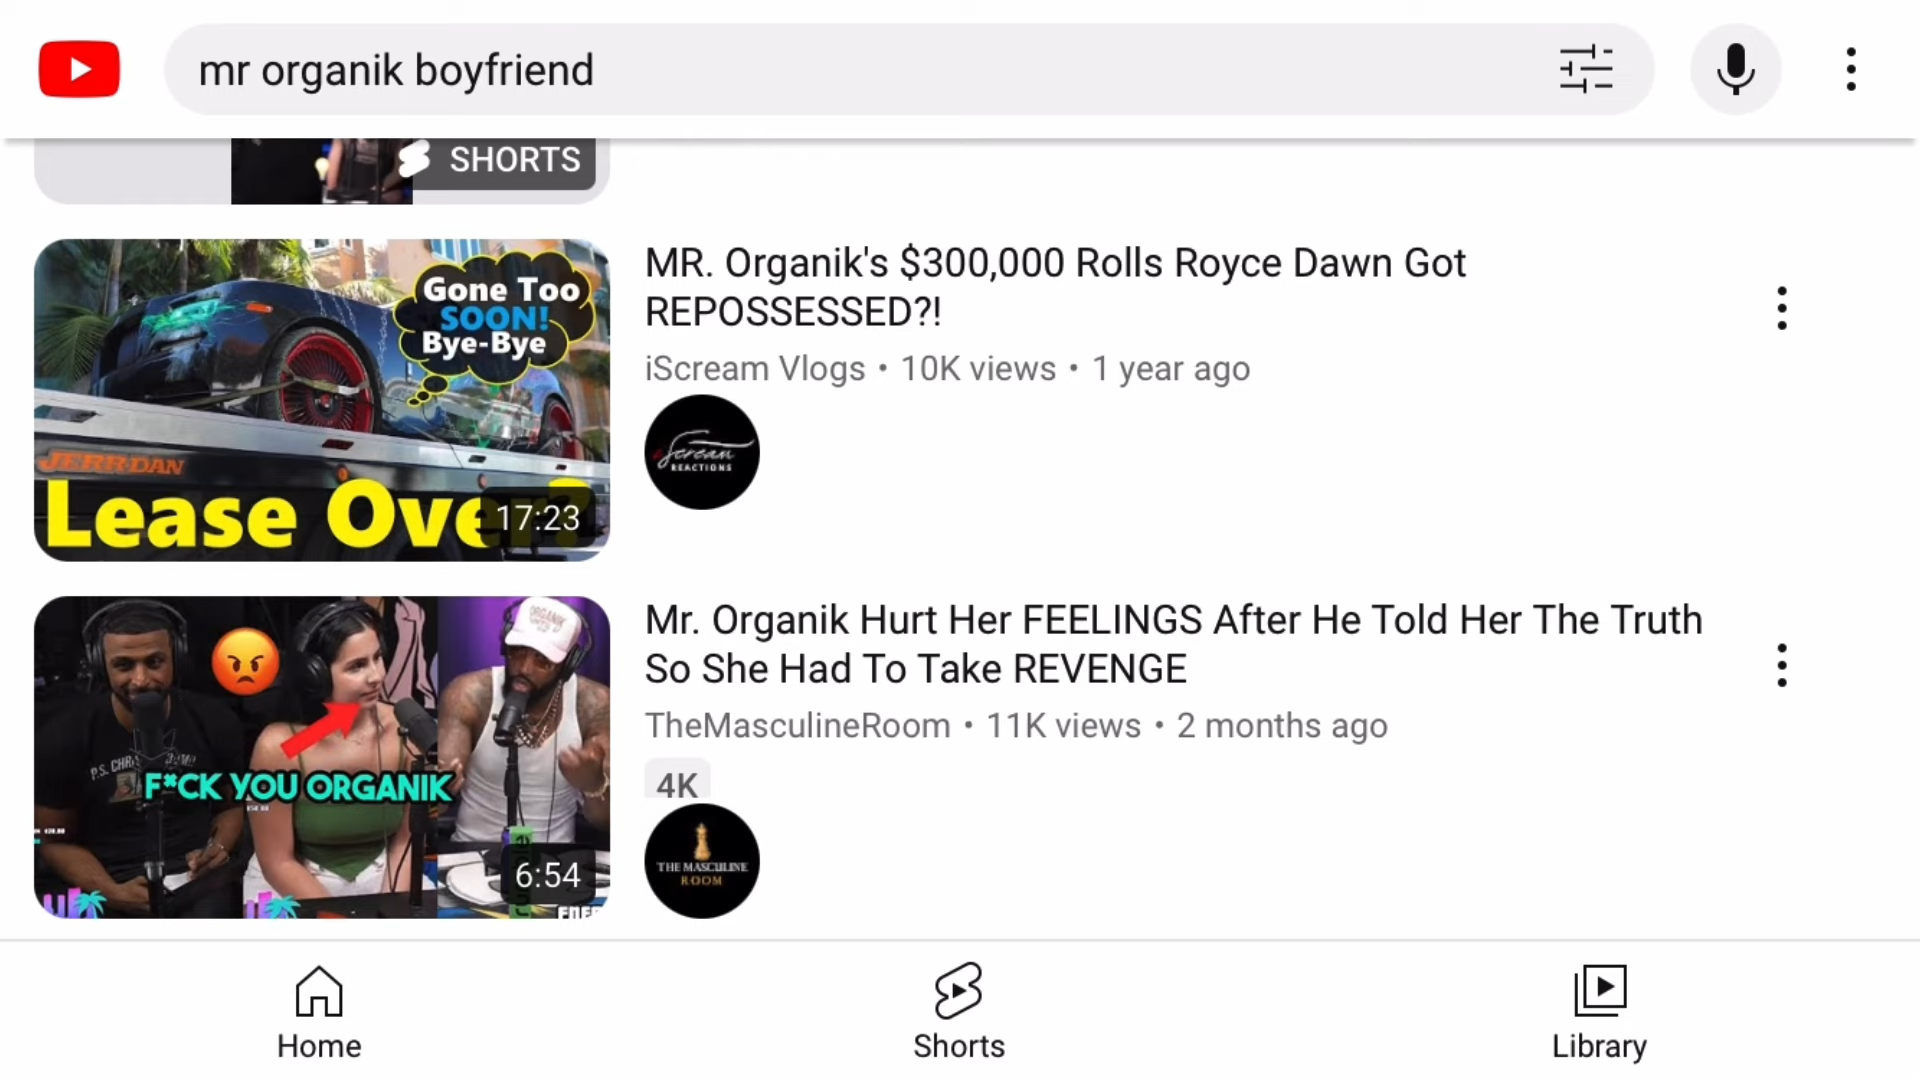 mr organik boyfriend
SHORTS
Gone Too
SOON!
Bye-Bye
JERRDAN
Lease Over?
17:23
MR. Organik's $300,000 Rolls Royce Dawn Got
REPOSSESSED?!
iScream Vlogs • 10K views • 1 year ago
iScream
REACTIONS
F*CK YOU ORGANIK
6:54
Mr. Organik Hurt Her FEELINGS After He Told Her The Truth
So She Had To Take REVENGE
TheMasculineRoom • 11K views • 2 months ago
4K
THE MASCULINE
ROOM
Home
Shorts
Library